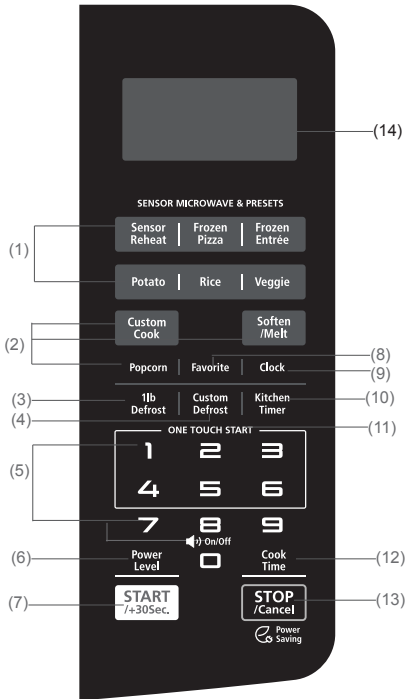 (14)
SENSOR MICROWAVE & PRESETS
Sensor Reheat | Frozen Pizza | Frozen Entrée
(1)
Potato | Rice | Veggie
Custom Cook
Soften /Melt
(2)
(8)
Popcorn | Favorite | Clock
(9)
(3)
1lb Defrost | Custom Defrost | Kitchen Timer
(10)
(4)
(11)
ONE TOUCH START
1 2 3
(5)
4 5 6
7 8 9
On/Off
(6)
Power Level
0
Cook Time
(12)
(7)
START /+30Sec.
STOP /Cancel
(13)
Power Saving